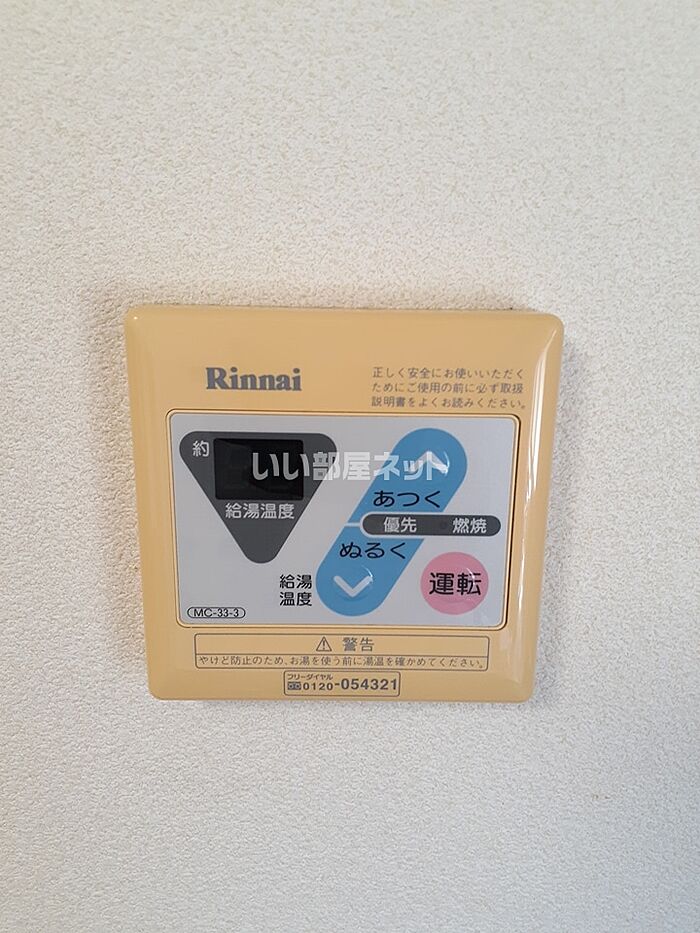 Rinnai
正しく安全にお使いいただく
ためにご使用の前に必ず取扱
説明書をよくお読みください。
約
給湯温度
いい部屋ネット
あつく
優先 燃焼
ぬるく
給湯
温度
運転
MC-33-3
⚠ 警告
やけど防止のため、お湯を使う前に湯温を確かめてください。
フリーダイヤル
0120-054321